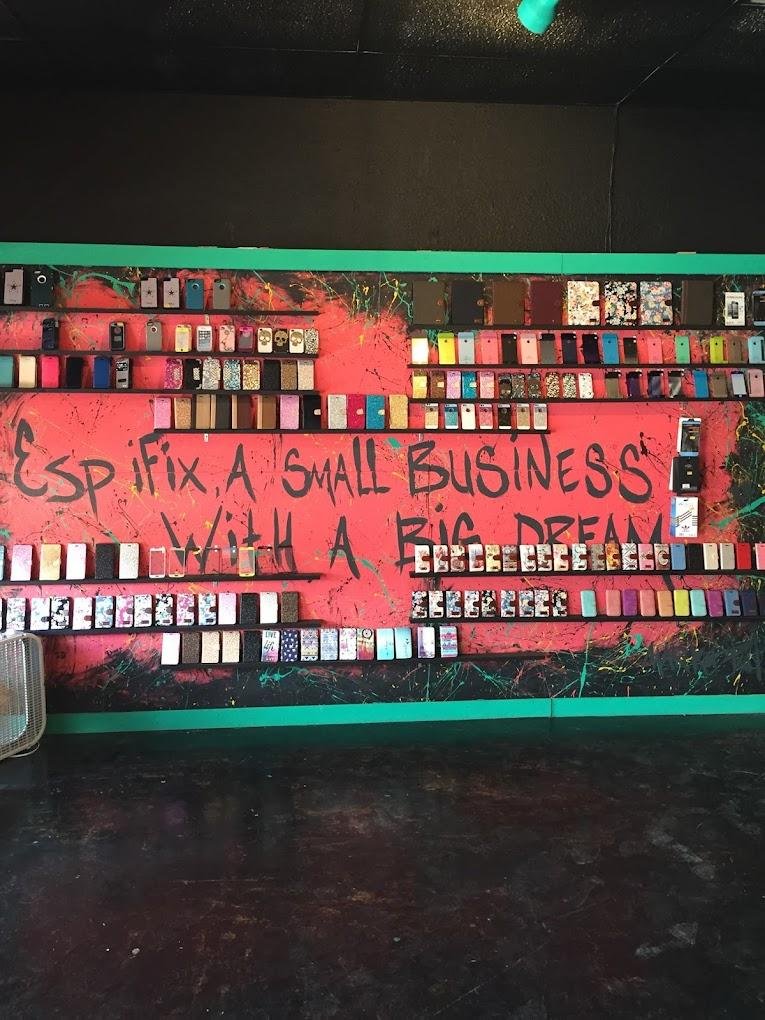 Esp iFix, A SMALL BUSINESS
With A BIG DREAM